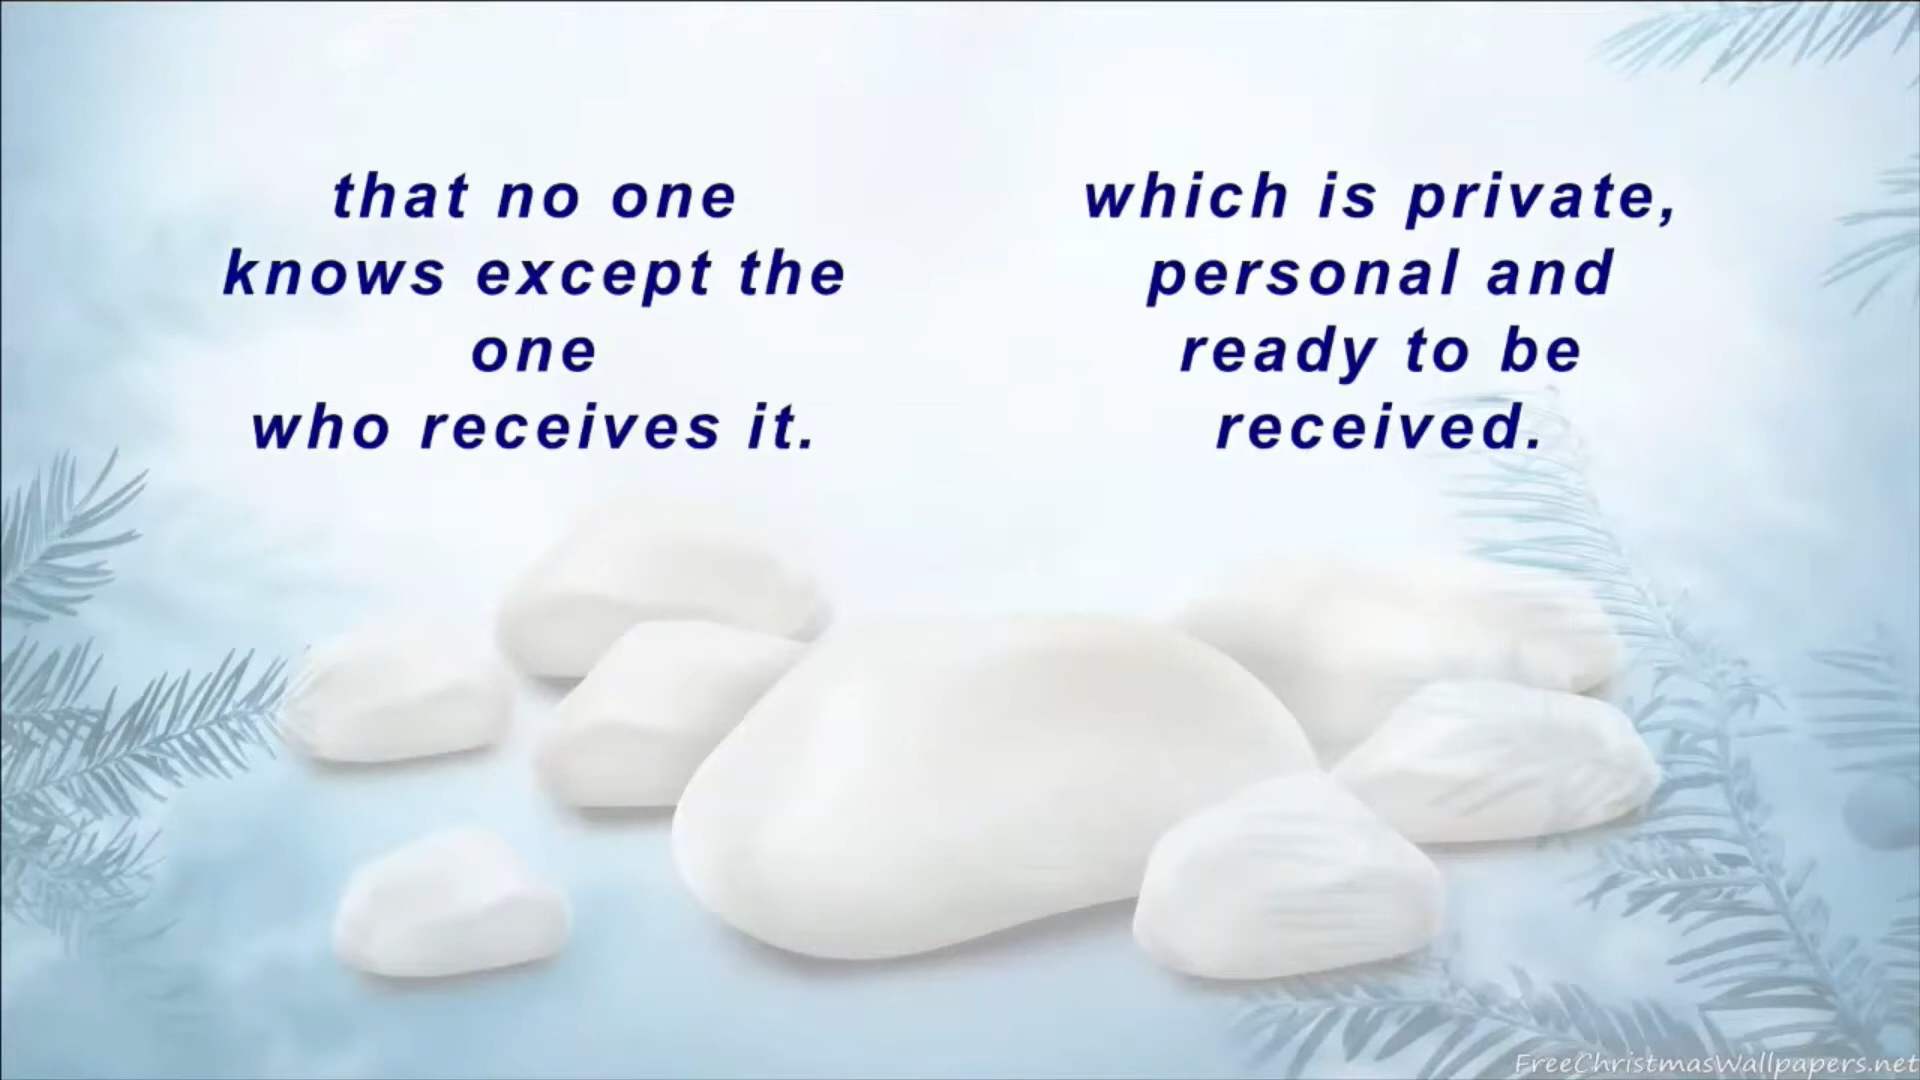 that no one
knows except the
one
who receives it.
which is private,
personal and
ready to be
received.
FreeChristmasWallpapers.net